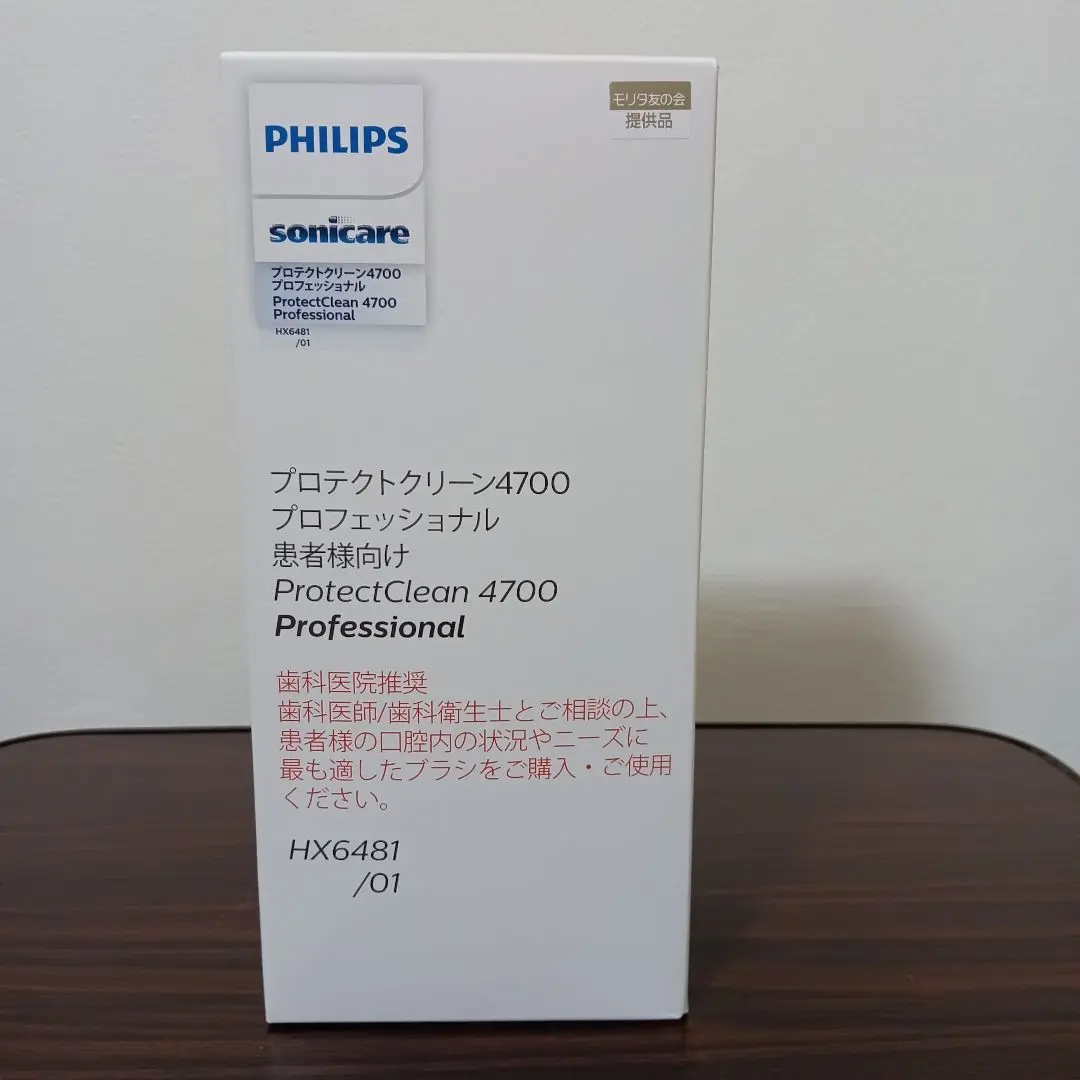 PHILIPS
sonicare
プロテクトクリーン4700
プロフェッショナル
ProtectClean 4700
Professional
HX6481
/01
モリタ友の会
提供品
プロテクトクリーン4700
プロフェッショナル
患者様向け
ProtectClean 4700
Professional
歯科医院推奨
歯科医師/歯科衛生士とご相談の上、
患者様の口腔内の状況やニーズに
最も適したブラシをご購入・ご使用
ください。
HX6481
/01